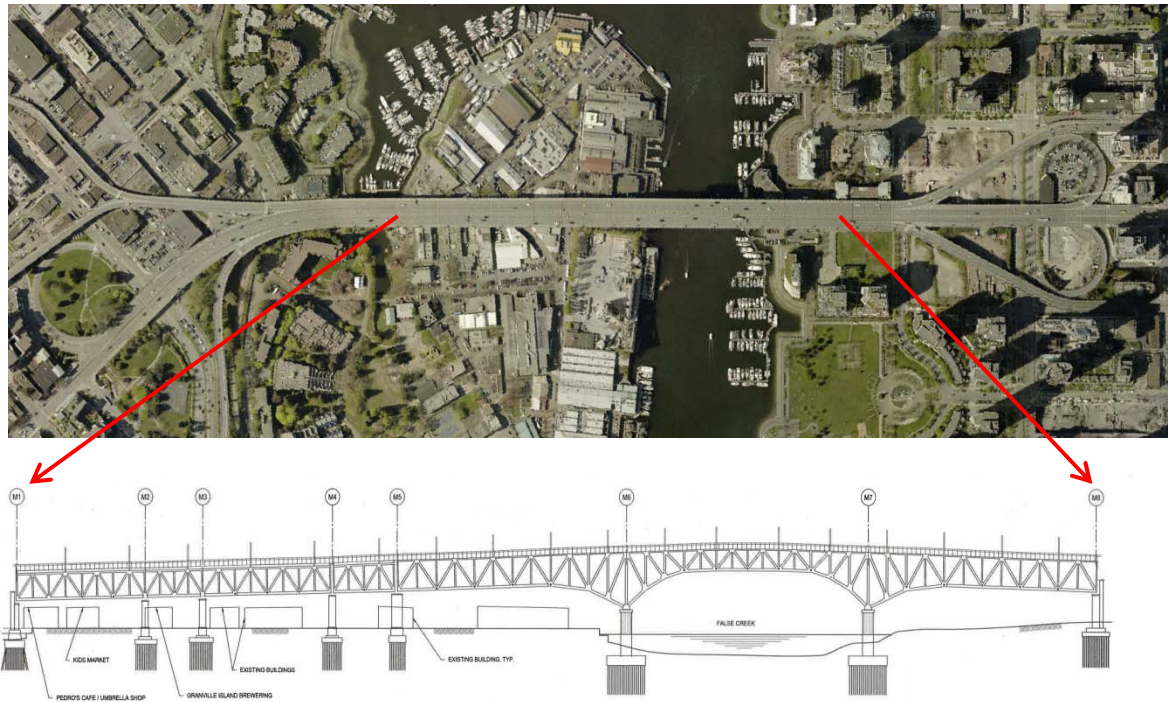 M1
M2
M3
M4
M5
M6
M7
M8
FALSE CREEK
KIDS MARKET
EXISTING BUILDINGS
EXISTING BUILDING, TYP.
PEDRO'S CAFE / UMBRELLA SHOP
GRANVILLE ISLAND BREWERING